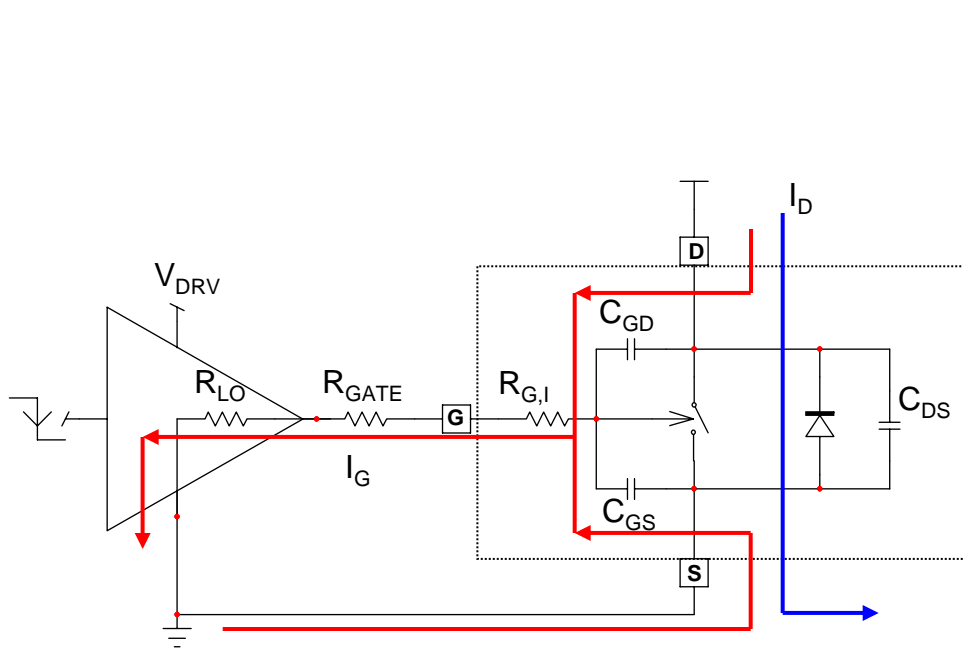 I_D
D
V_DRV
C_GD
R_LO
R_GATE
R_G,I
C_DS
G
I_G
C_GS
S